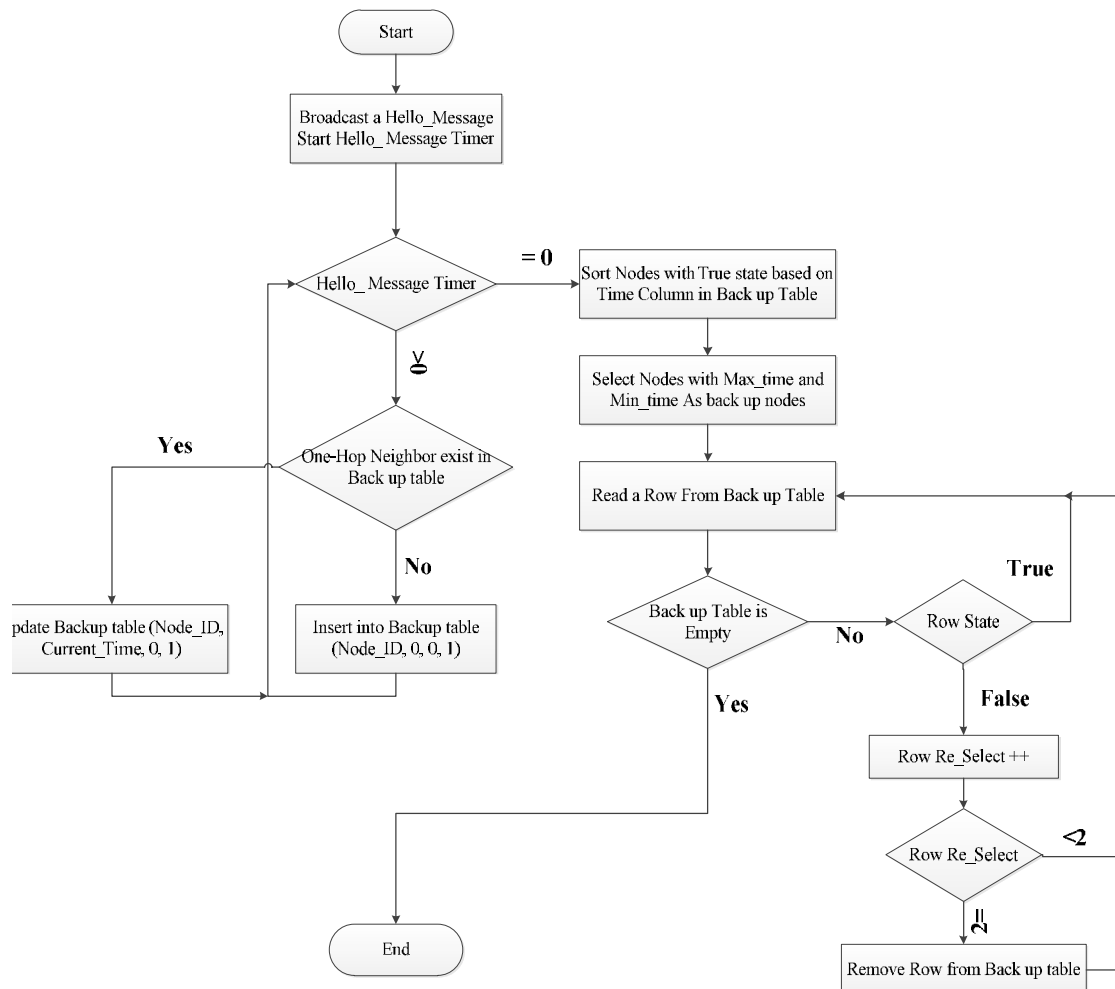 Start
Broadcast a Hello_Message
Start Hello_ Message Timer
Hello_ Message Timer
= 0
Sort Nodes with True state based on
Time Column in Back up Table
0>
Select Nodes with Max_time and
Min_time As back up nodes
Yes
One-Hop Neighbor exist in
Back up table
Read a Row From Back up Table
No
True
pdate Backup table (Node_ID,
Current_Time, 0, 1)
Insert into Backup table
(Node_ID, 0, 0, 1)
Back up Table is
Empty
No
Row State
Yes
False
Row Re_Select ++
Row Re_Select
<2
2=
End
Remove Row from Back up table